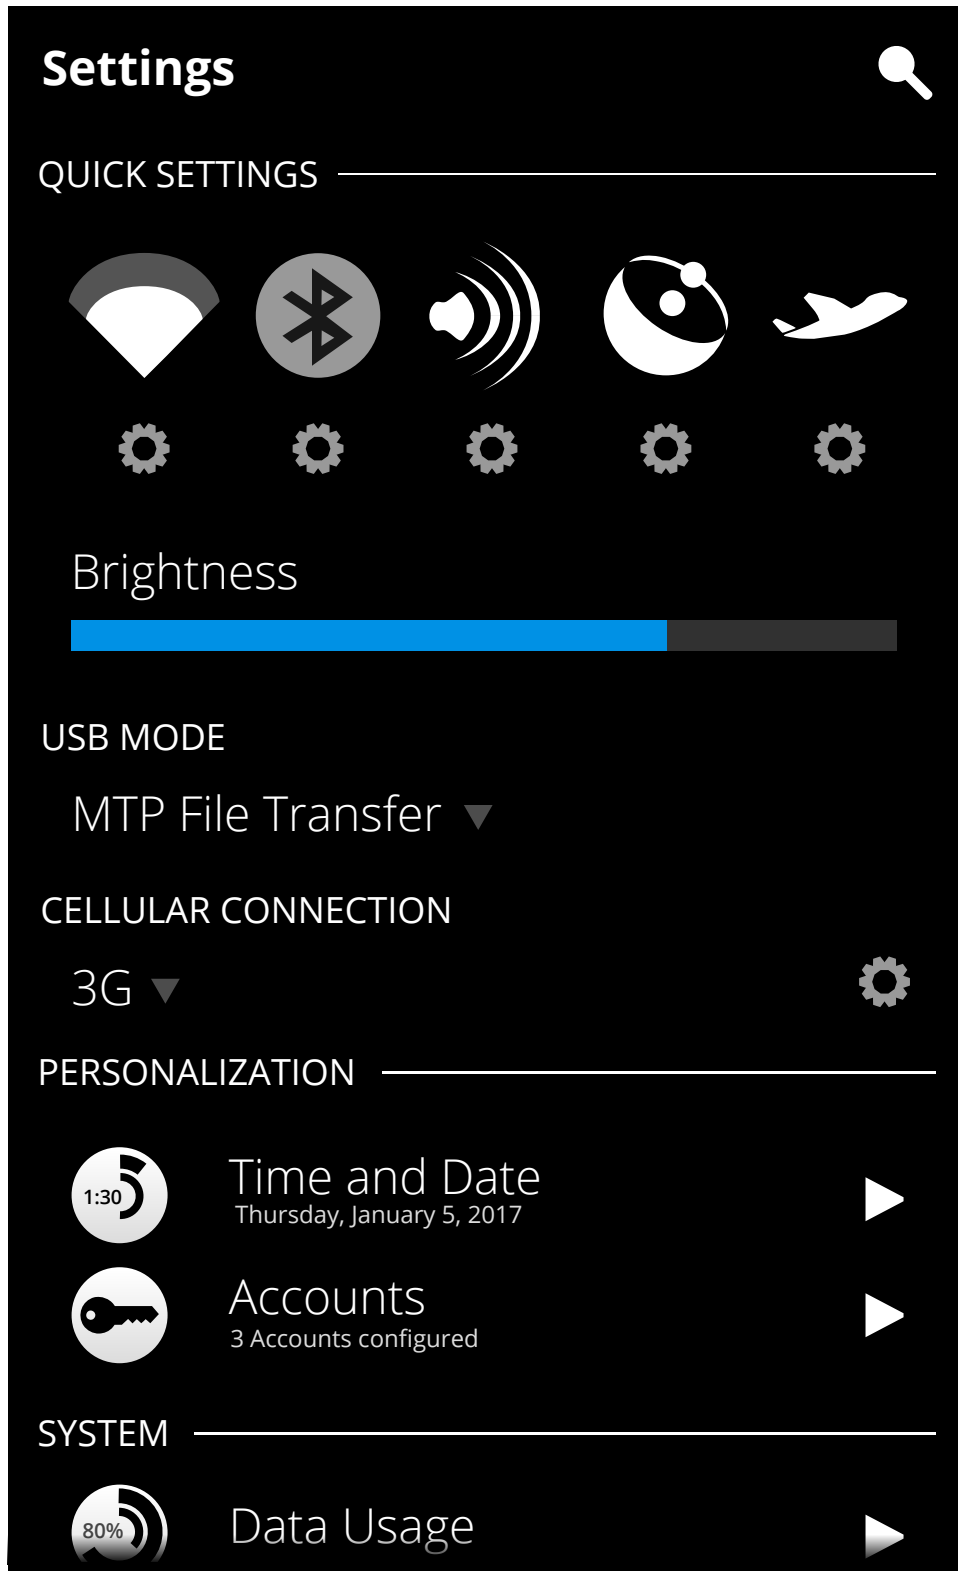 Settings
QUICK SETTINGS
Brightness
USB MODE
MTP File Transfer
CELLULAR CONNECTION
3G
PERSONALIZATION
1:30
Time and Date
Thursday, January 5, 2017
Accounts
3 Accounts configured
SYSTEM
80%
Data Usage